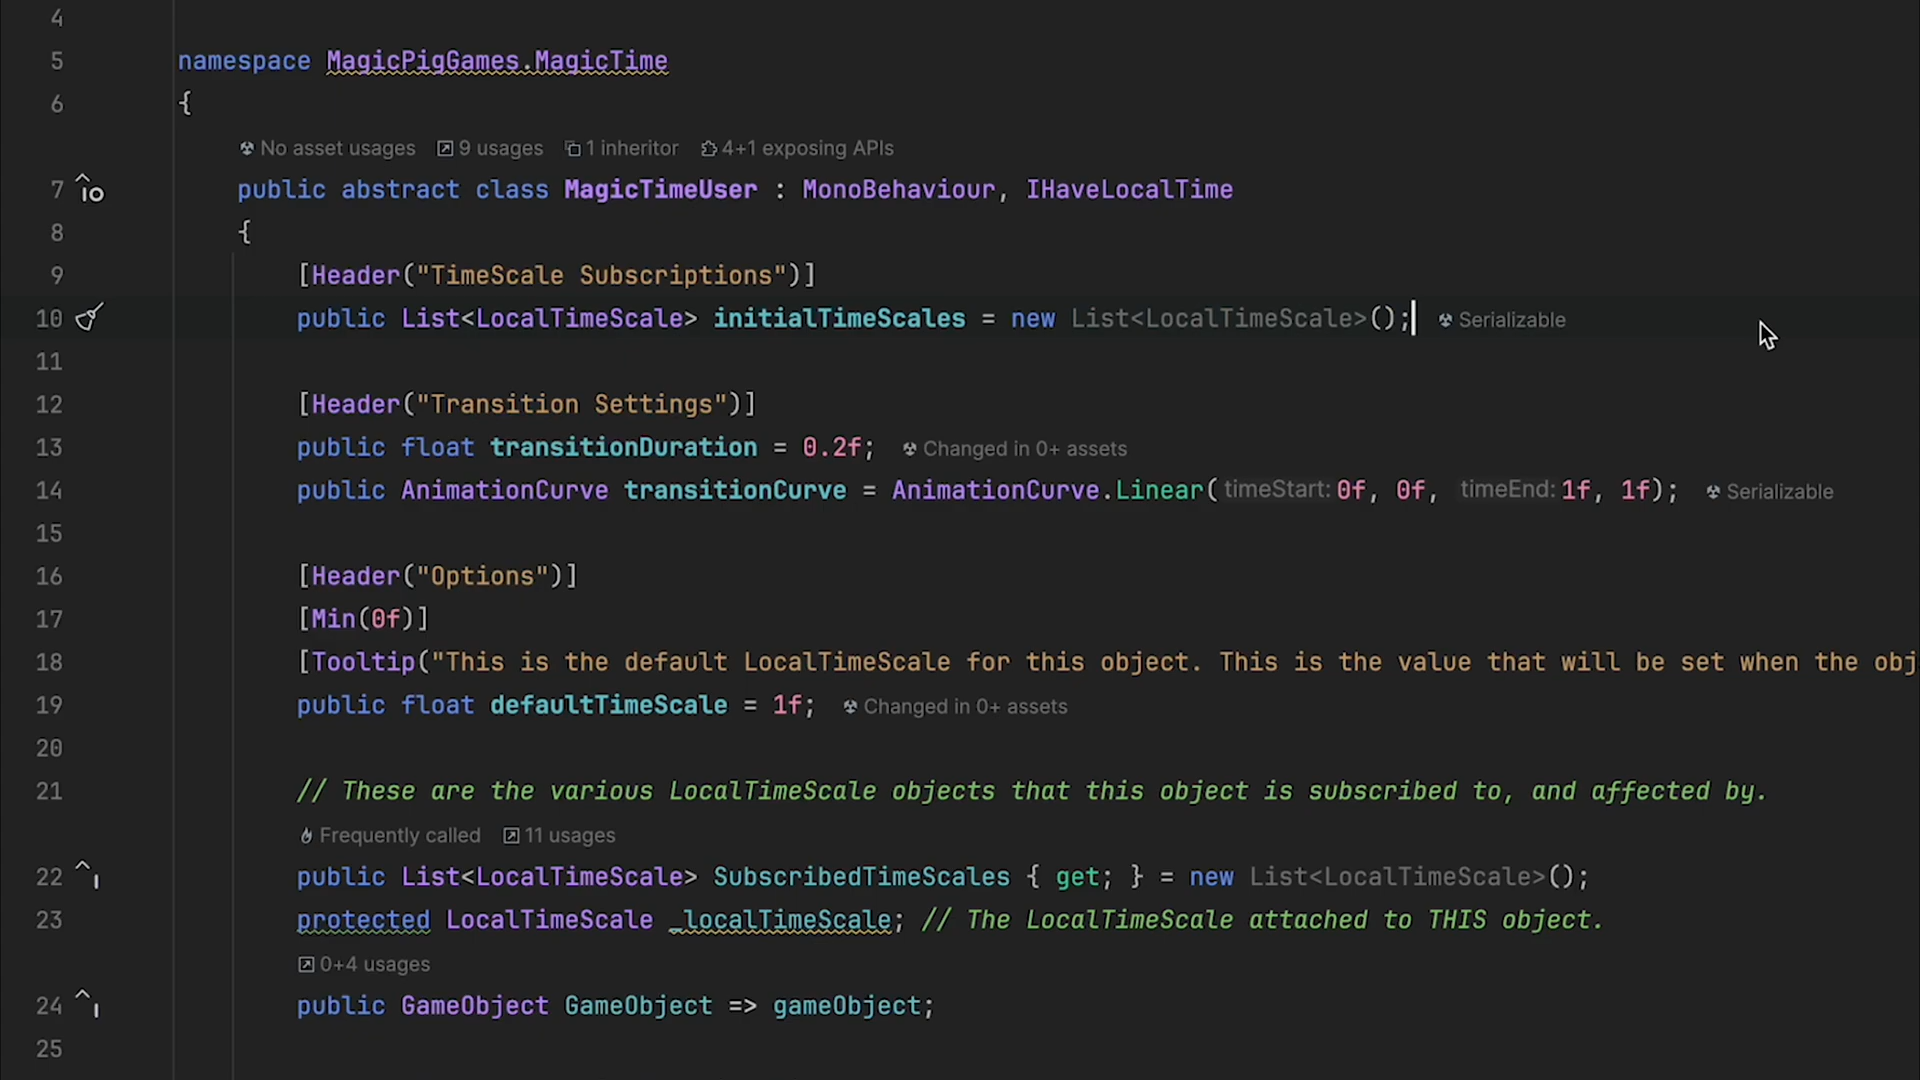 4
5 namespace MagicPigGames.MagicTime
6 {
No asset usages 9 usages 1 inheritor 4+1 exposing APIs
7 public abstract class MagicTimeUser : MonoBehaviour, IHaveLocalTime
8 {
9 [Header("TimeScale Subscriptions")]
10 public List<LocalTimeScale> initialTimeScales = new List<LocalTimeScale>(); Serializable
11
12 [Header("Transition Settings")]
13 public float transitionDuration = 0.2f; Changed in 0+ assets
14 public AnimationCurve transitionCurve = AnimationCurve.Linear(timeStart: 0f, 0f, timeEnd: 1f, 1f); Serializable
15
16 [Header("Options")]
17 [Min(0f)]
18 [Tooltip("This is the default LocalTimeScale for this object. This is the value that will be set when the obj
19 public float defaultTimeScale = 1f; Changed in 0+ assets
20
21 // These are the various LocalTimeScale objects that this object is subscribed to, and affected by.
Frequently called 11 usages
22 public List<LocalTimeScale> SubscribedTimeScales { get; } = new List<LocalTimeScale>();
23 protected LocalTimeScale _localTimeScale; // The LocalTimeScale attached to THIS object.
0+4 usages
24 public GameObject GameObject => gameObject;
25